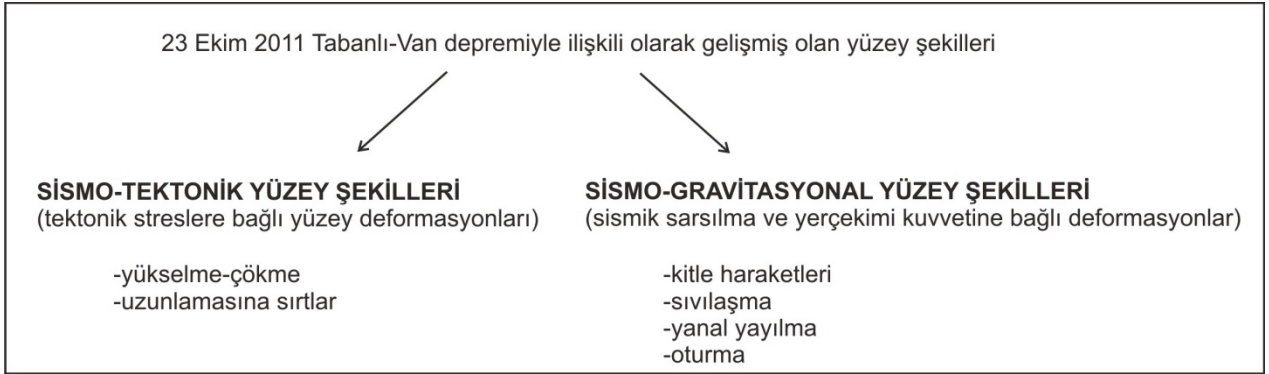 23 Ekim 2011 Tabanlı-Van depremiyle ilişkili olarak gelişmiş olan yüzey şekilleri
SİSMO-TEKTONİK YÜZEY ŞEKİLLERİ
(tektonik streslere bağlı yüzey deformasyonları)
-yükselme-çökme
-uzunlamasına sırtlar
SİSMO-GRAVİTASYONAL YÜZEY ŞEKİLLERİ
(sismik sarsılma ve yerçekimi kuvvetine bağlı deformasyonlar)
-kitle haraketleri
-sıvılaşma
-yanal yayılma
-oturma